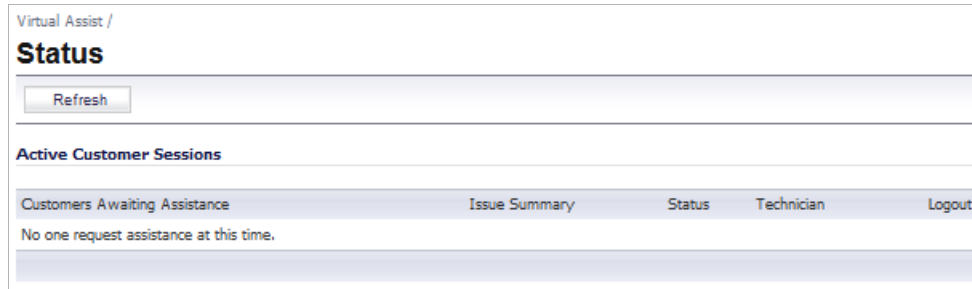 Virtual Assist /
Status
Refresh
Active Customer Sessions
Customers Awaiting Assistance Issue Summary Status Technician Logout
No one request assistance at this time.